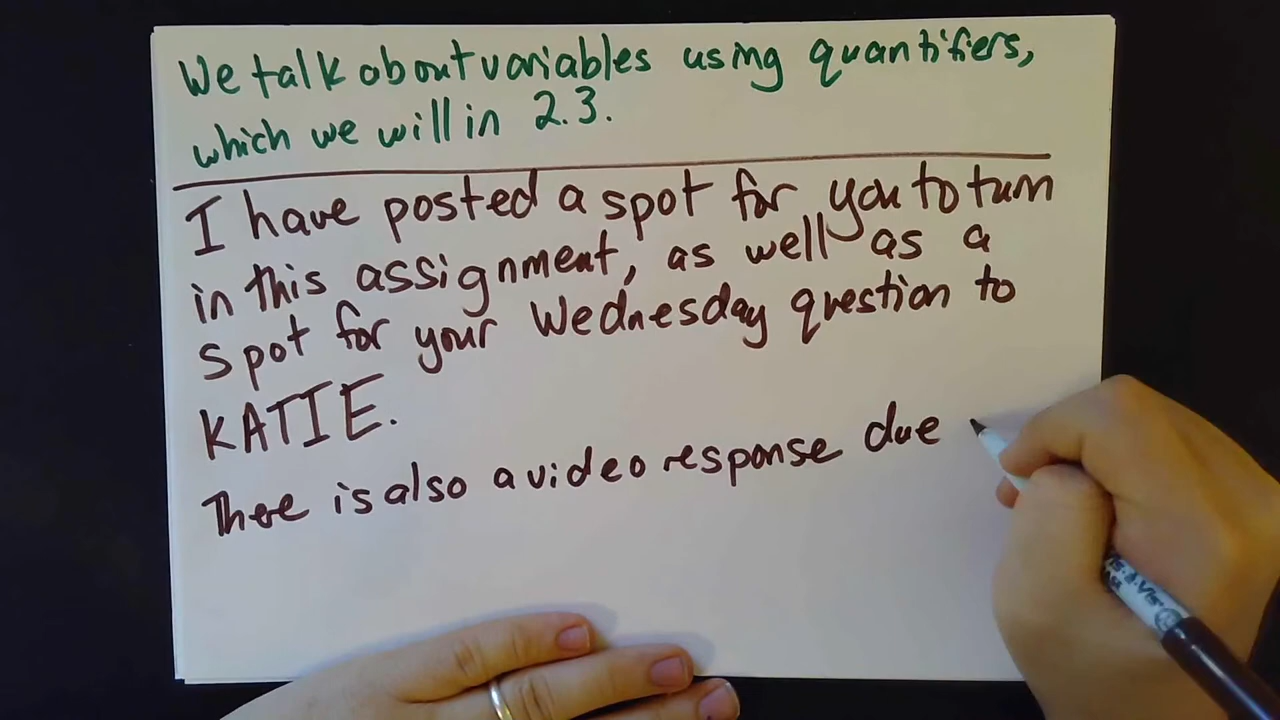 We talk about variables using quantifiers,
which we will in 2.3.
I have posted a spot for you to turn
in this assignment, as well as a
spot for your Wednesday question to
KATIE.
There is also a video response due